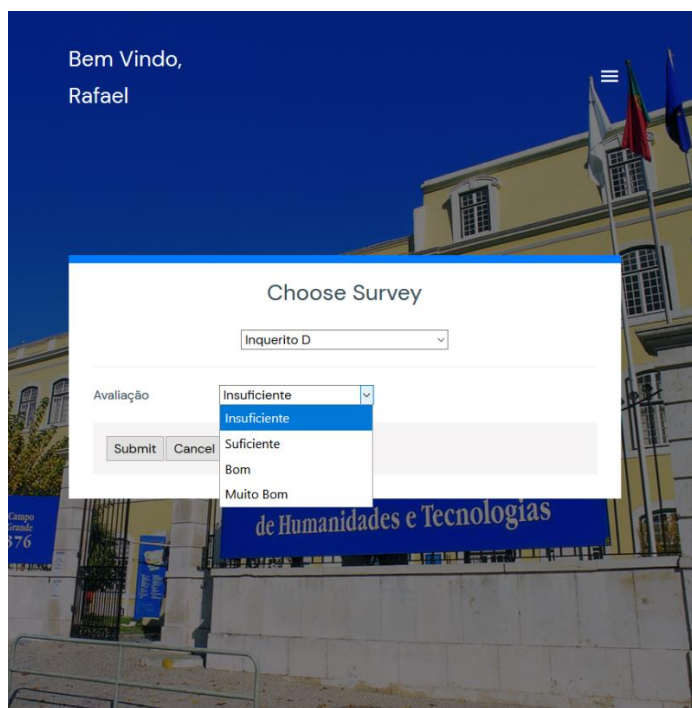 Bem Vindo,
Rafael
Choose Survey
Inquerito D
Avaliação
Insuficiente
Insuficiente
Suficiente
Bom
Muito Bom
Submit
Cancel
Campo
Grande
376
de Humanidades e Tecnologias